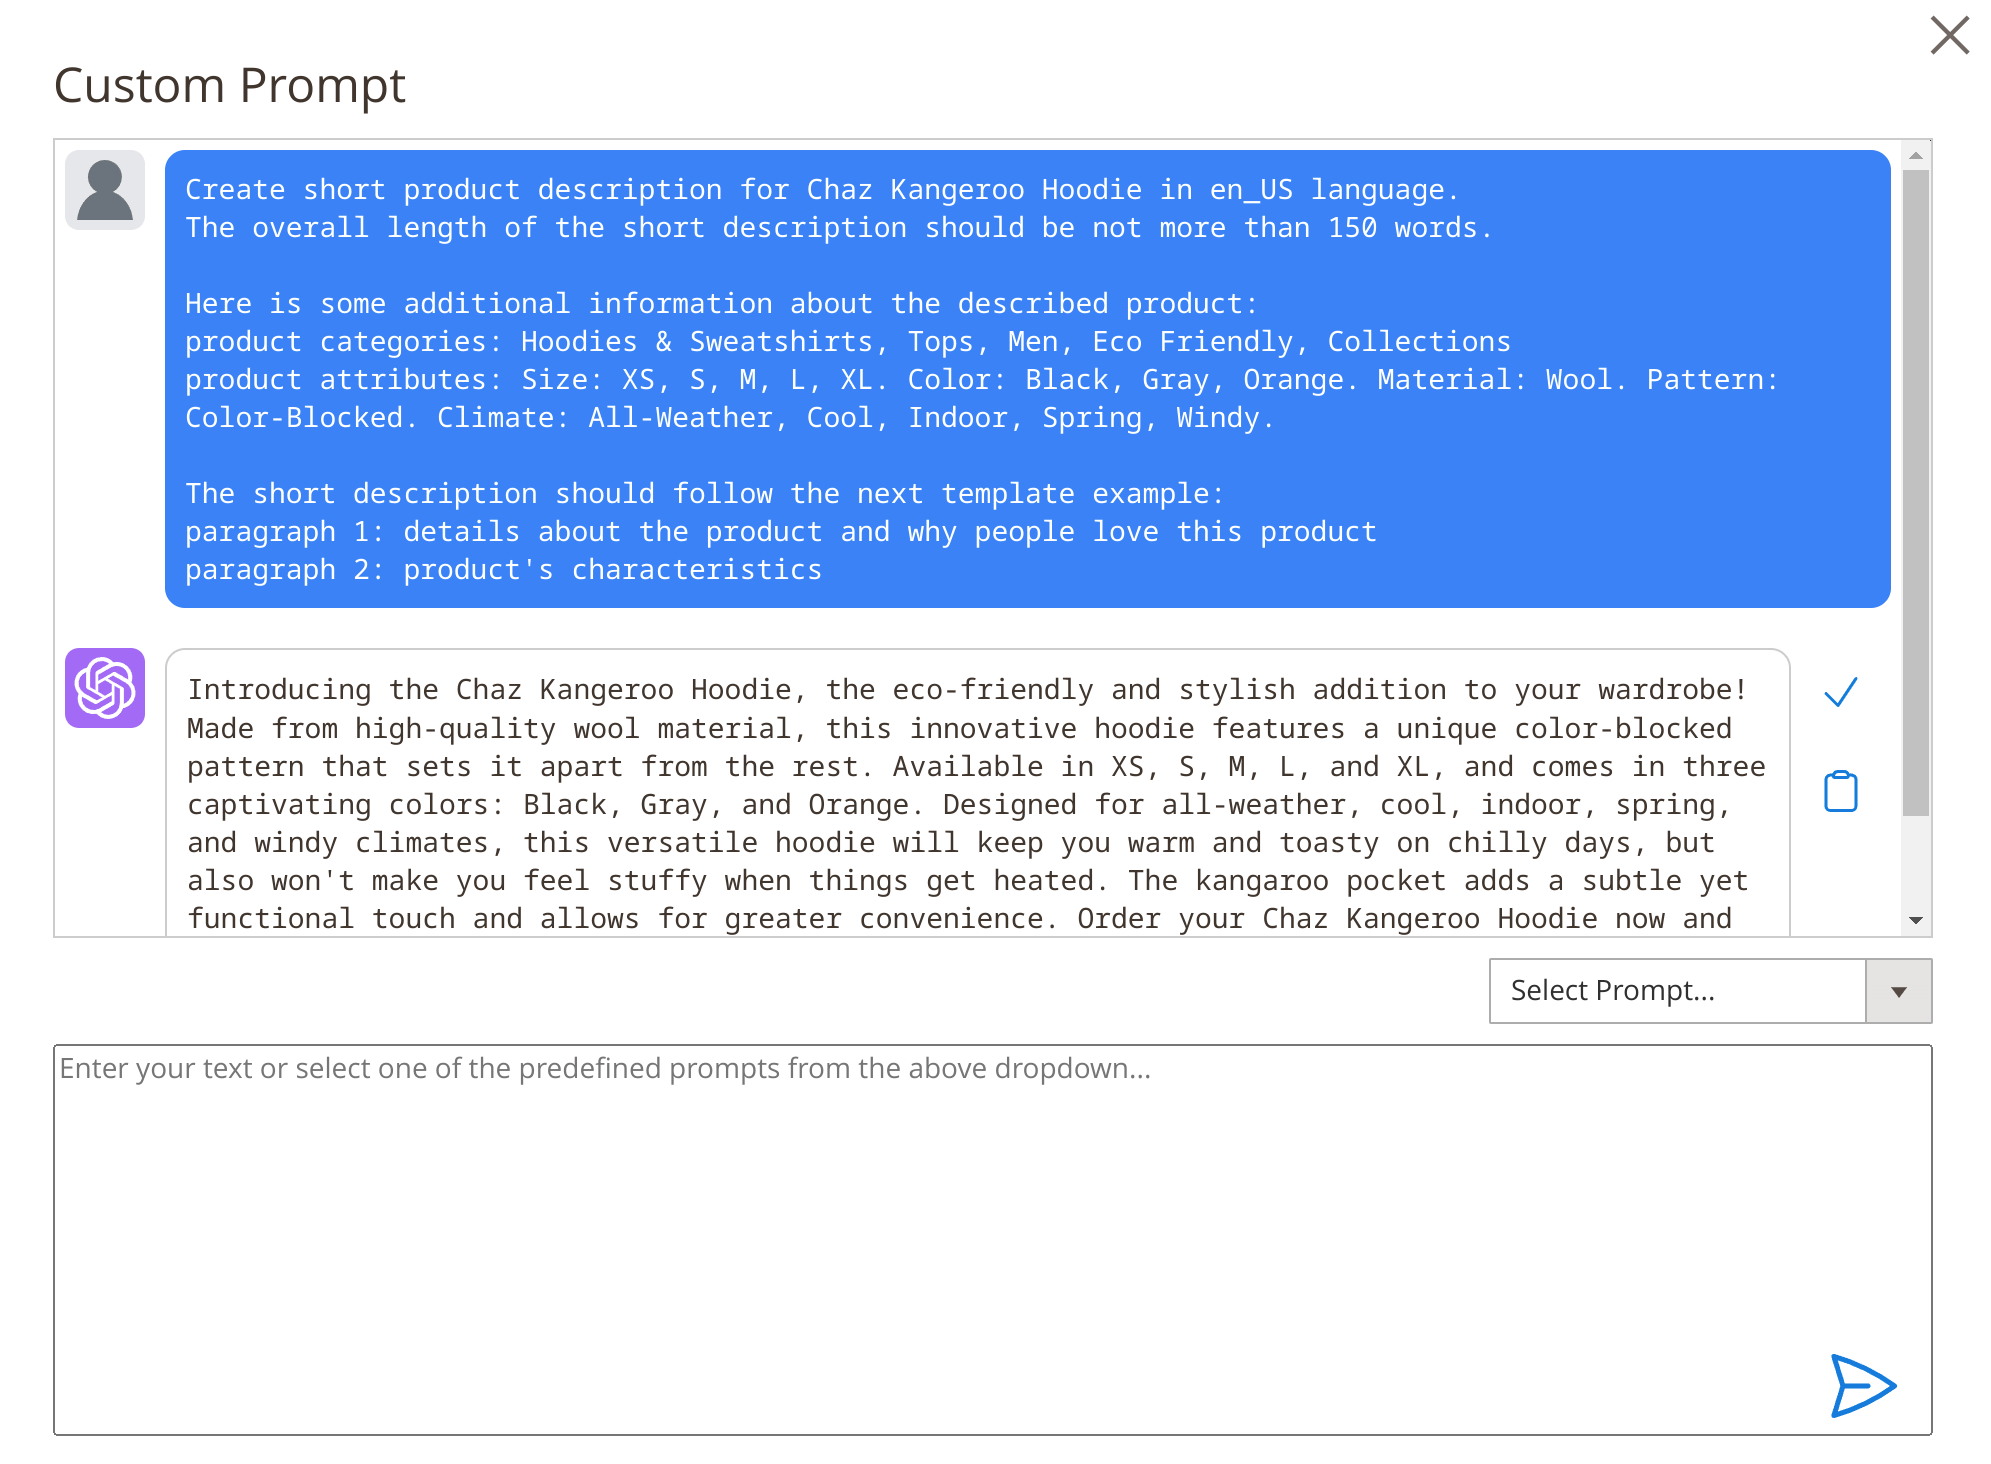 Custom Prompt
Create short product description for Chaz Kangeroo Hoodie in en_US language.
The overall length of the short description should be not more than 150 words.
Here is some additional information about the described product:
product categories: Hoodies & Sweatshirts, Tops, Men, Eco Friendly, Collections
product attributes: Size: XS, S, M, L, XL. Color: Black, Gray, Orange. Material: Wool. Pattern:
Color-Blocked. Climate: All-Weather, Cool, Indoor, Spring, Windy.
The short description should follow the next template example:
paragraph 1: details about the product and why people love this product
paragraph 2: product's characteristics
Introducing the Chaz Kangeroo Hoodie, the eco-friendly and stylish addition to your wardrobe!
Made from high-quality wool material, this innovative hoodie features a unique color-blocked
pattern that sets it apart from the rest. Available in XS, S, M, L, and XL, and comes in three
captivating colors: Black, Gray, and Orange. Designed for all-weather, cool, indoor, spring,
and windy climates, this versatile hoodie will keep you warm and toasty on chilly days, but
also won't make you feel stuffy when things get heated. The kangaroo pocket adds a subtle yet
functional touch and allows for greater convenience. Order your Chaz Kangeroo Hoodie now and
Select Prompt...
Enter your text or select one of the predefined prompts from the above dropdown...